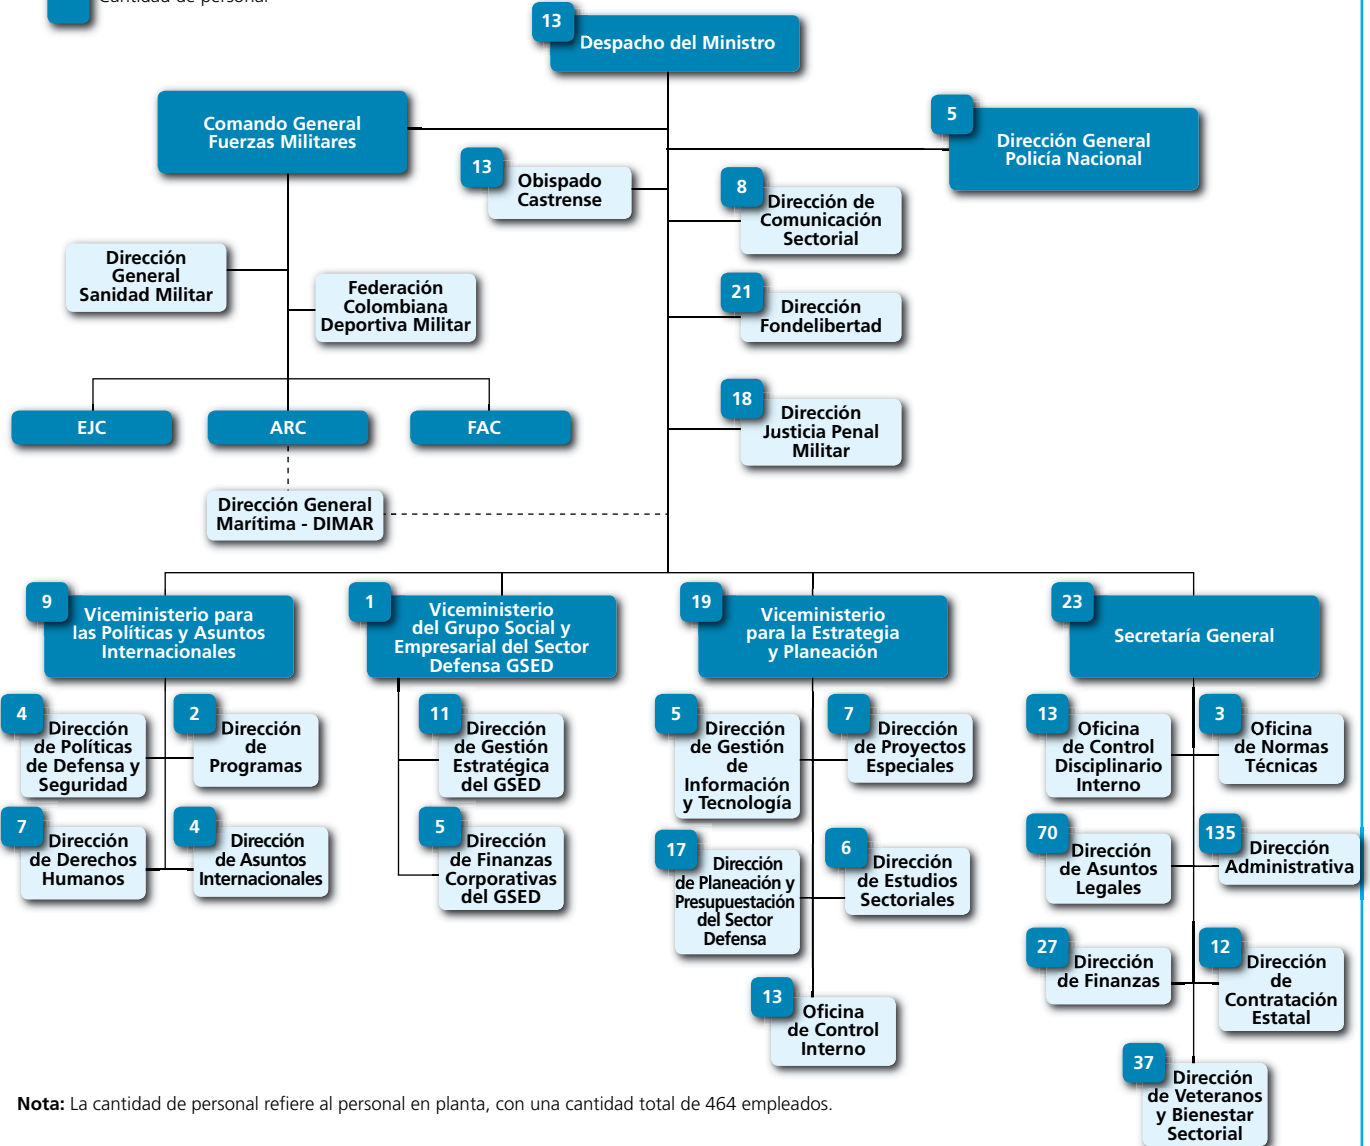 Cantidad de personal
13
Despacho del Ministro
Comando General
Fuerzas Militares
5
Dirección General
Policía Nacional
13
Obispado
Castrense
8
Dirección de
Comunicación
Sectorial
Dirección
General
Sanidad Militar
Federación
Colombiana
Deportiva Militar
21
Dirección
Fondelibertad
18
Dirección
Justicia Penal
Militar
EJC
ARC
FAC
Dirección General
Marítima - DIMAR
9
Viceministerio para
las Políticas y Asuntos
Internacionales
1
Viceministerio
del Grupo Social y
Empresarial del Sector
Defensa GSED
19
Viceministerio
para la Estrategia
y Planeación
23
Secretaría General
4
Dirección
de Políticas
de Defensa y
Seguridad
2
Dirección
de
Programas
7
Dirección
de Derechos
Humanos
4
Dirección
de Asuntos
Internacionales
11
Dirección
de Gestión
Estratégica
del GSED
5
Dirección
de Finanzas
Corporativas
del GSED
5
Dirección
de Gestión
de
Información
y Tecnología
7
Dirección
de Proyectos
Especiales
17
Dirección
de Planeación y
Presupuestación
del Sector
Defensa
6
Dirección
de Estudios
Sectoriales
13
Oficina
de Control
Interno
13
Oficina
de Control
Disciplinario
Interno
3
Oficina
de Normas
Técnicas
70
Dirección
de Asuntos
Legales
135
Dirección
Administrativa
27
Dirección
de Finanzas
12
Dirección
de
Contratación
Estatal
37
Dirección
de Veteranos
y Bienestar
Sectorial
Nota: La cantidad de personal refiere al personal en planta, con una cantidad total de 464 empleados.